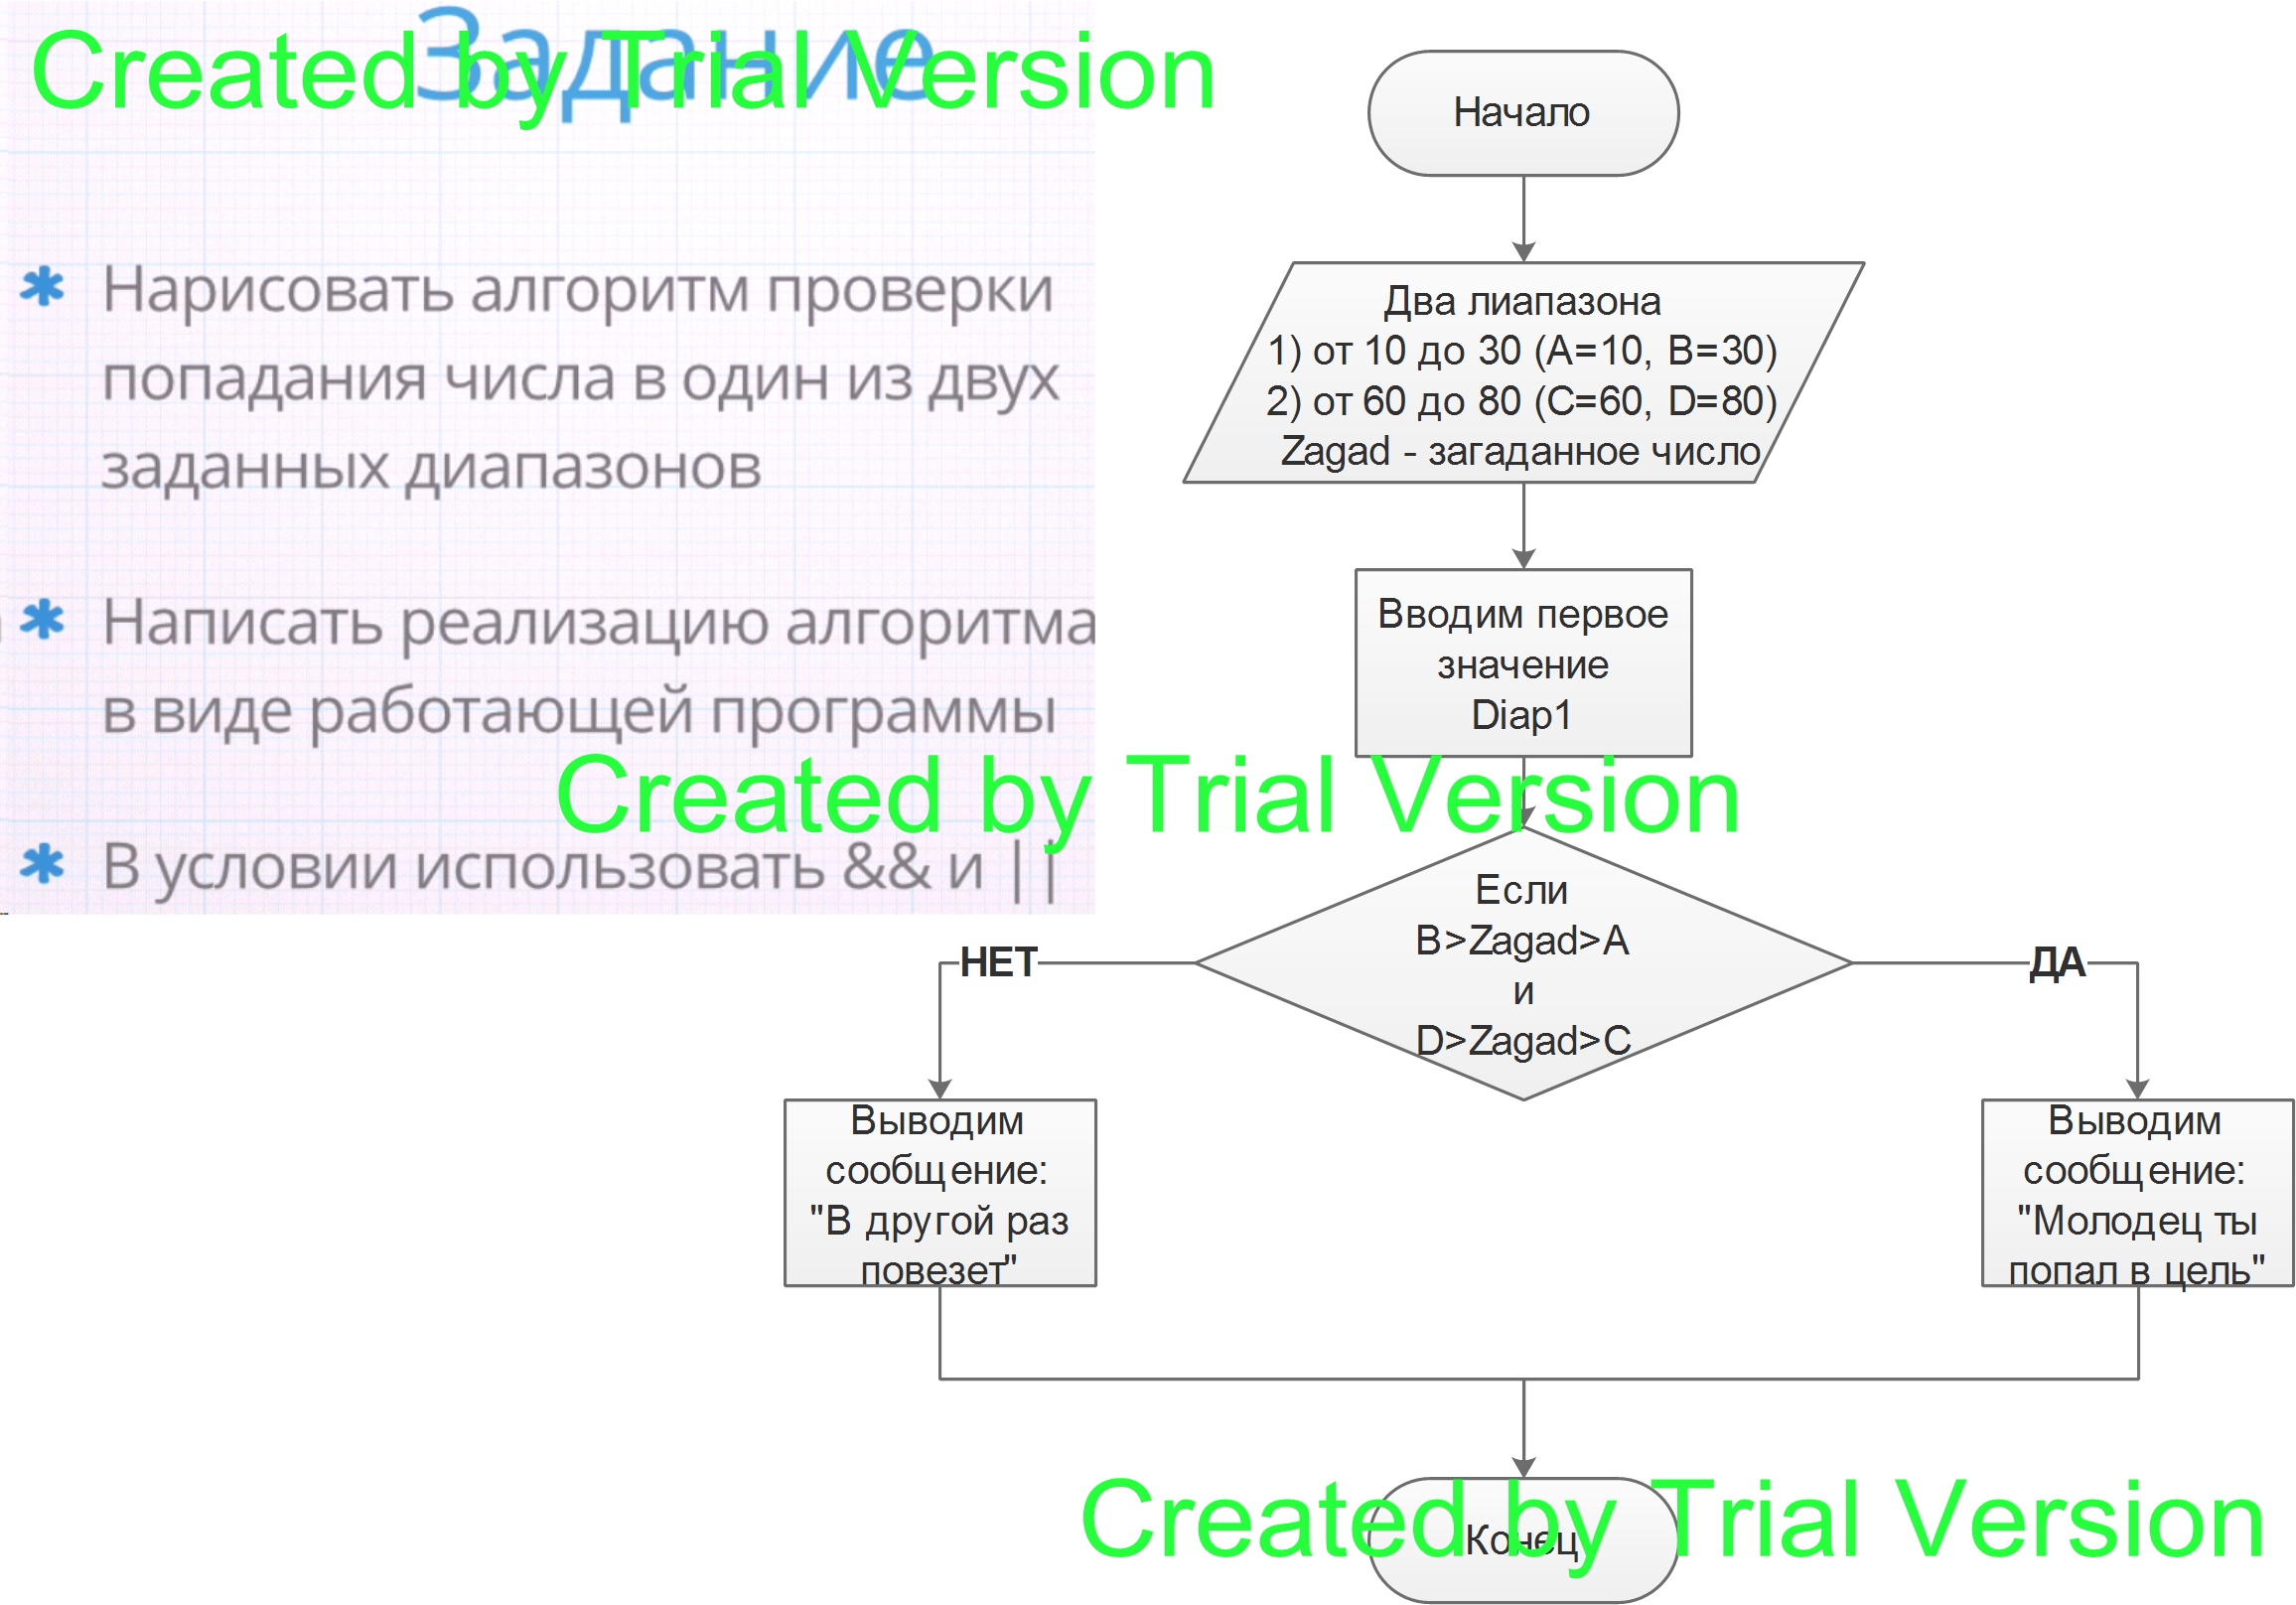 Задание
Created by Trial Version
Нарисовать алгоритм проверки
попадания числа в один из двух
заданных диапазонов
Написать реализацию алгоритма
в виде работающей программы
В условии использовать && и ||
Created by Trial Version
Начало
Два лиапазона
1) от 10 до 30 (A=10, B=30)
2) от 60 до 80 (C=60, D=80)
Zagad - загаданное число
Вводим первое
значение
Diap1
Если
B>Zagad>A
и
D>Zagad>C
НЕТ
ДА
Выводим
сообщение:
"В другой раз
повезет"
Выводим
сообщение:
"Молодец ты
попал в цель"
Конец
Created by Trial Version